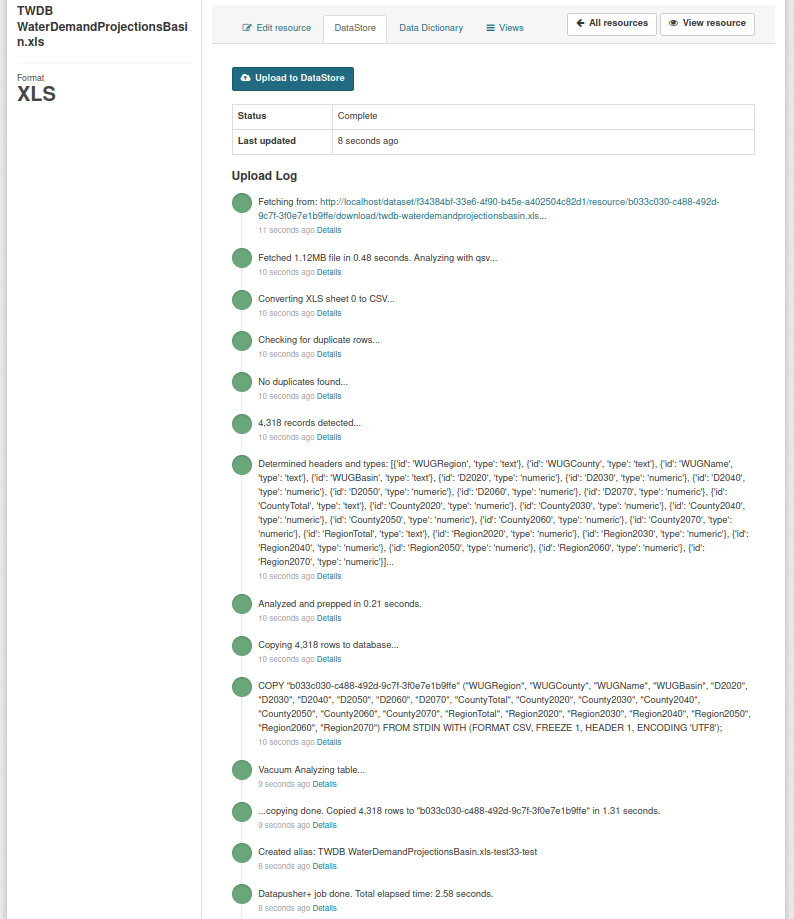 TWDB
WaterDemandProjectionsBasi
n.xls
Format
XLS
Edit resource
DataStore
Data Dictionary
Views
All resources
View resource
Upload to DataStore
Status Complete
Last updated 8 seconds ago
Upload Log
Fetching from: http://localhost/dataset/f34384bf-33e6-4f90-b45e-a402504c82d1/resource/b033c030-c488-492d-
9c7f-3f0e7e1b9ffe/download/twdb-waterdemandprojectionsbasin.xls...
11 seconds ago Details
Fetched 1.12MB file in 0.48 seconds. Analyzing with qsv...
10 seconds ago Details
Converting XLS sheet 0 to CSV...
10 seconds ago Details
Checking for duplicate rows...
10 seconds ago Details
No duplicates found...
10 seconds ago Details
4,318 records detected...
10 seconds ago Details
Determined headers and types: [{'id': 'WUGRegion', 'type': 'text'}, {'id': 'WUGCounty', 'type': 'text'}, {'id': 'WUGName',
'type': 'text'}, {'id': 'WUGBasin', 'type': 'text'}, {'id': 'D2020', 'type': 'numeric'}, {'id': 'D2030', 'type': 'numeric'}, {'id': 'D2040',
'type': 'numeric'}, {'id': 'D2050', 'type': 'numeric'}, {'id': 'D2060', 'type': 'numeric'}, {'id': 'D2070', 'type': 'numeric'}, {'id':
'CountyTotal', 'type': 'text'}, {'id': 'County2020', 'type': 'numeric'}, {'id': 'County2030', 'type': 'numeric'}, {'id': 'County2040',
'type': 'numeric'}, {'id': 'County2050', 'type': 'numeric'}, {'id': 'County2060', 'type': 'numeric'}, {'id': 'County2070', 'type':
'numeric'}, {'id': 'RegionTotal', 'type': 'text'}, {'id': 'Region2020', 'type': 'numeric'}, {'id': 'Region2030', 'type': 'numeric'}, {'id':
'Region2040', 'type': 'numeric'}, {'id': 'Region2050', 'type': 'numeric'}, {'id': 'Region2060', 'type': 'numeric'}, {'id':
'Region2070', 'type': 'numeric'}]...
10 seconds ago Details
Analyzed and prepped in 0.21 seconds.
10 seconds ago Details
Copying 4,318 rows to database...
10 seconds ago Details
COPY "b033c030-c488-492d-9c7f-3f0e7e1b9ffe" ("WUGRegion", "WUGCounty", "WUGName", "WUGBasin", "D2020",
"D2030", "D2040", "D2050", "D2060", "D2070", "CountyTotal", "County2020", "County2030", "County2040",
"County2050", "County2060", "County2070", "RegionTotal", "Region2020", "Region2030", "Region2040", "Region2050",
"Region2060", "Region2070") FROM STDIN WITH (FORMAT CSV, FREEZE 1, HEADER 1, ENCODING 'UTF8');
10 seconds ago Details
Vacuum Analyzing table...
9 seconds ago Details
...copying done. Copied 4,318 rows to "b033c030-c488-492d-9c7f-3f0e7e1b9ffe" in 1.31 seconds.
9 seconds ago Details
Created alias: TWDB WaterDemandProjectionsBasin.xls-test33-test
8 seconds ago Details
Datapusher+ job done. Total elapsed time: 2.58 seconds.
8 seconds ago Details